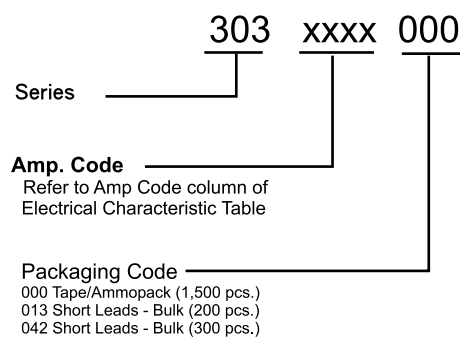 303 xxxx 000
Series
Amp. Code
Refer to Amp Code column of
Electrical Characteristic Table
Packaging Code
000 Tape/Ammopack (1,500 pcs.)
013 Short Leads - Bulk (200 pcs.)
042 Short Leads - Bulk (300 pcs.)